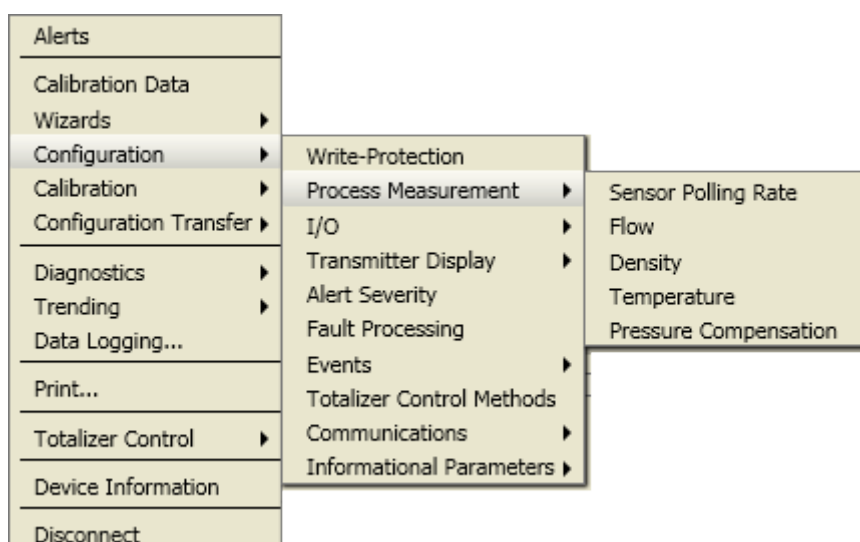 Alerts
Calibration Data
Wizards
Configuration
Calibration
Configuration Transfer
Diagnostics
Trending
Data Logging...
Print...
Totalizer Control
Device Information
Disconnect
Write-Protection
Process Measurement
I/O
Transmitter Display
Alert Severity
Fault Processing
Events
Totalizer Control Methods
Communications
Informational Parameters
Sensor Polling Rate
Flow
Density
Temperature
Pressure Compensation